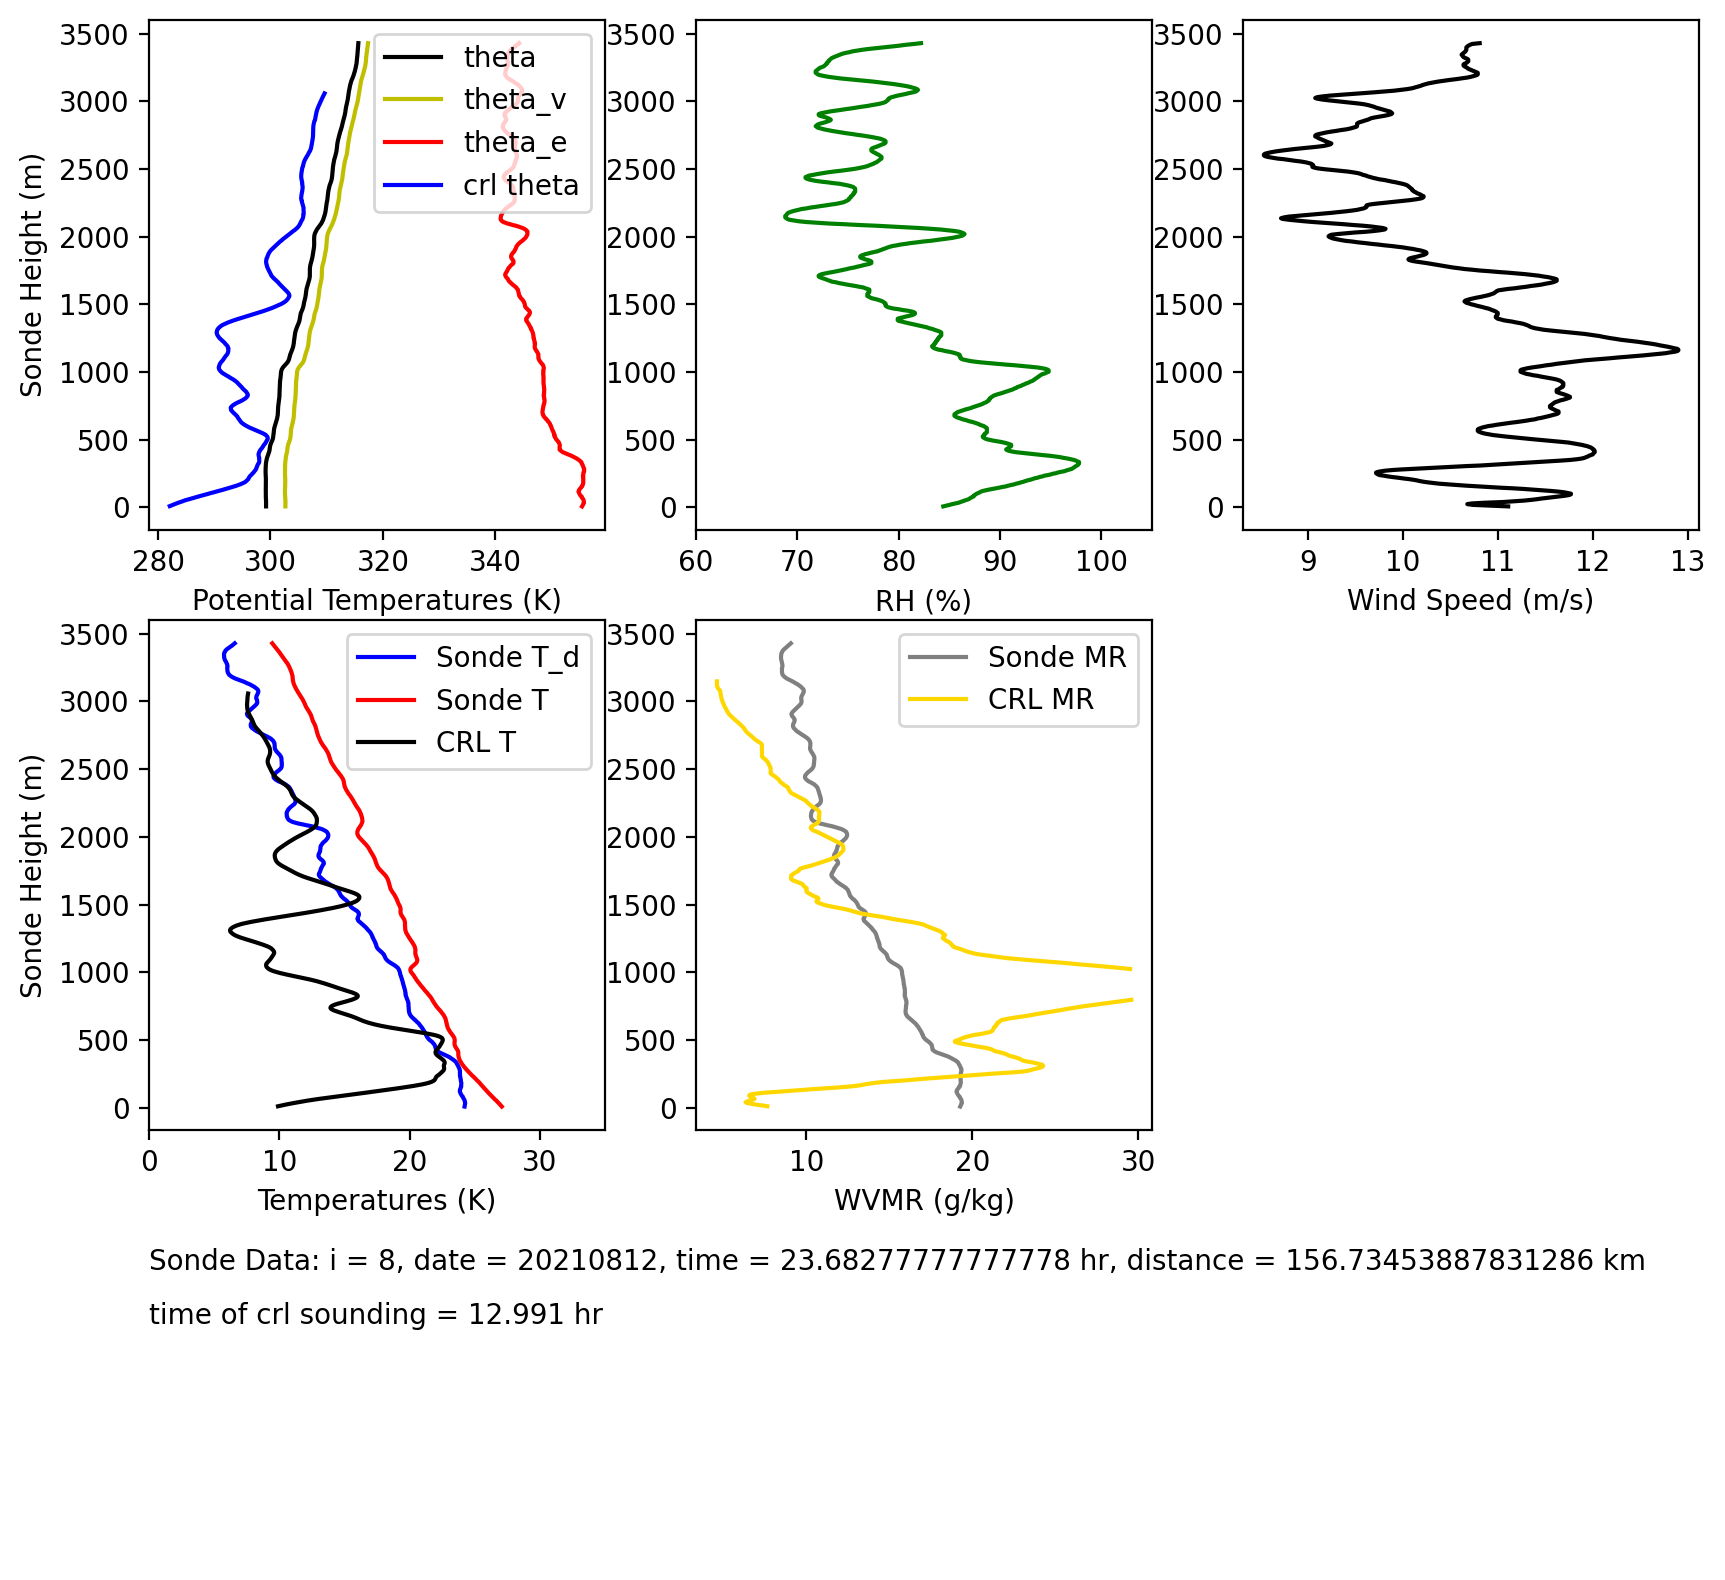 3500
3000
2500
2000
1500
1000
500
0
Sonde Height (m)
280 300 320 340
Potential Temperatures (K)
theta
theta_v
theta_e
crl theta
3500
3000
2500
2000
1500
1000
500
0
60 70 80 90 100
RH (%)
3500
3000
2500
2000
1500
1000
500
0
9 10 11 12 13
Wind Speed (m/s)
3500
3000
2500
2000
1500
1000
500
0
Sonde Height (m)
0 10 20 30
Temperatures (K)
Sonde T_d
Sonde T
CRL T
3500
3000
2500
2000
1500
1000
500
0
10 20 30
WVMR (g/kg)
Sonde MR
CRL MR
Sonde Data: i = 8, date = 20210812, time = 23.68277777777778 hr, distance = 156.73453887831286 km
time of crl sounding = 12.991 hr